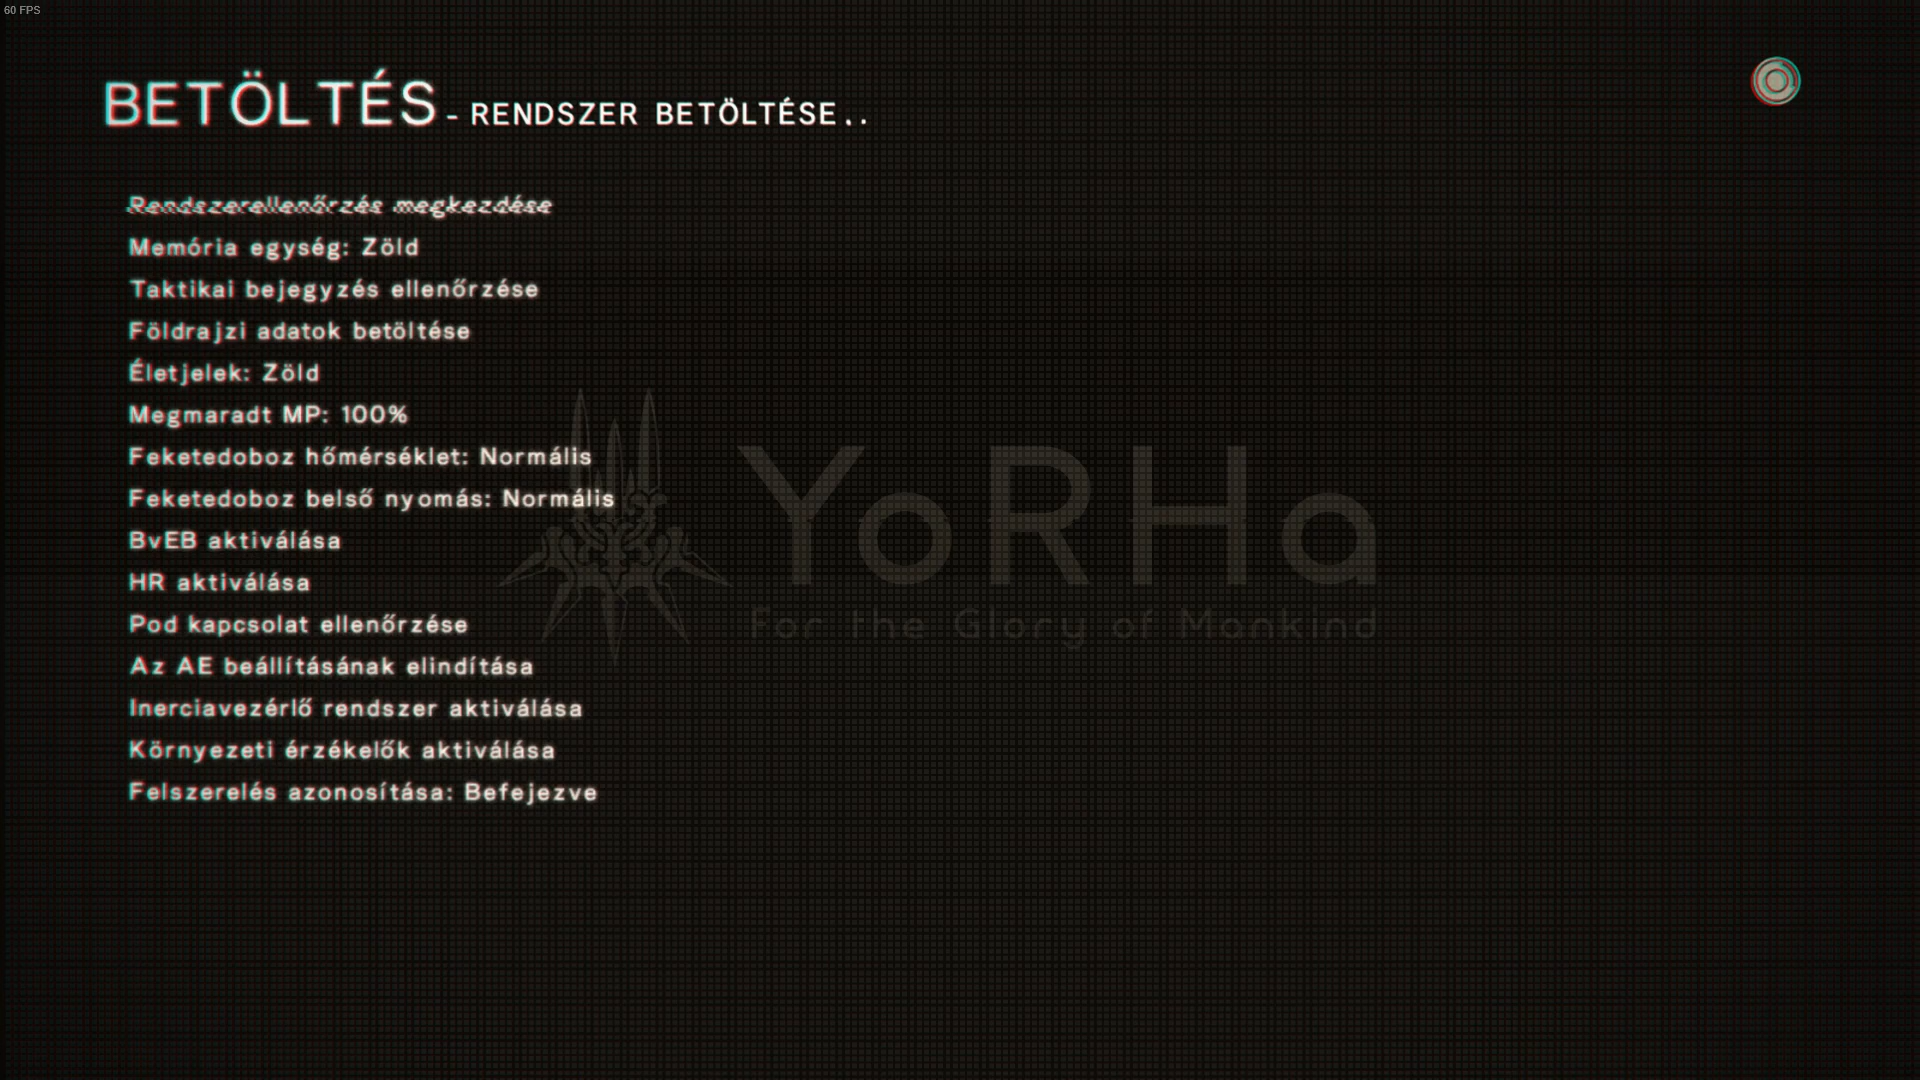 60 FPS
BETÖLTÉS - RENDSZER BETÖLTÉSE..
Rendszerellenőrzés megkezdése
Memória egység: Zöld
Taktikai bejegyzés ellenőrzése
Földrajzi adatok betöltése
Életjelek: Zöld
Megmaradt MP: 100%
Feketedoboz hőmérséklet: Normális
Feketedoboz belső nyomás: Normális
BvEB aktiválása
HR aktiválása
Pod kapcsolat ellenőrzése
Az AE beállításának elindítása
Inerciavezérlő rendszer aktiválása
Környezeti érzékelők aktiválása
Felszerelés azonosítása: Befejezve
YoRHa
For the Glory of Mankind